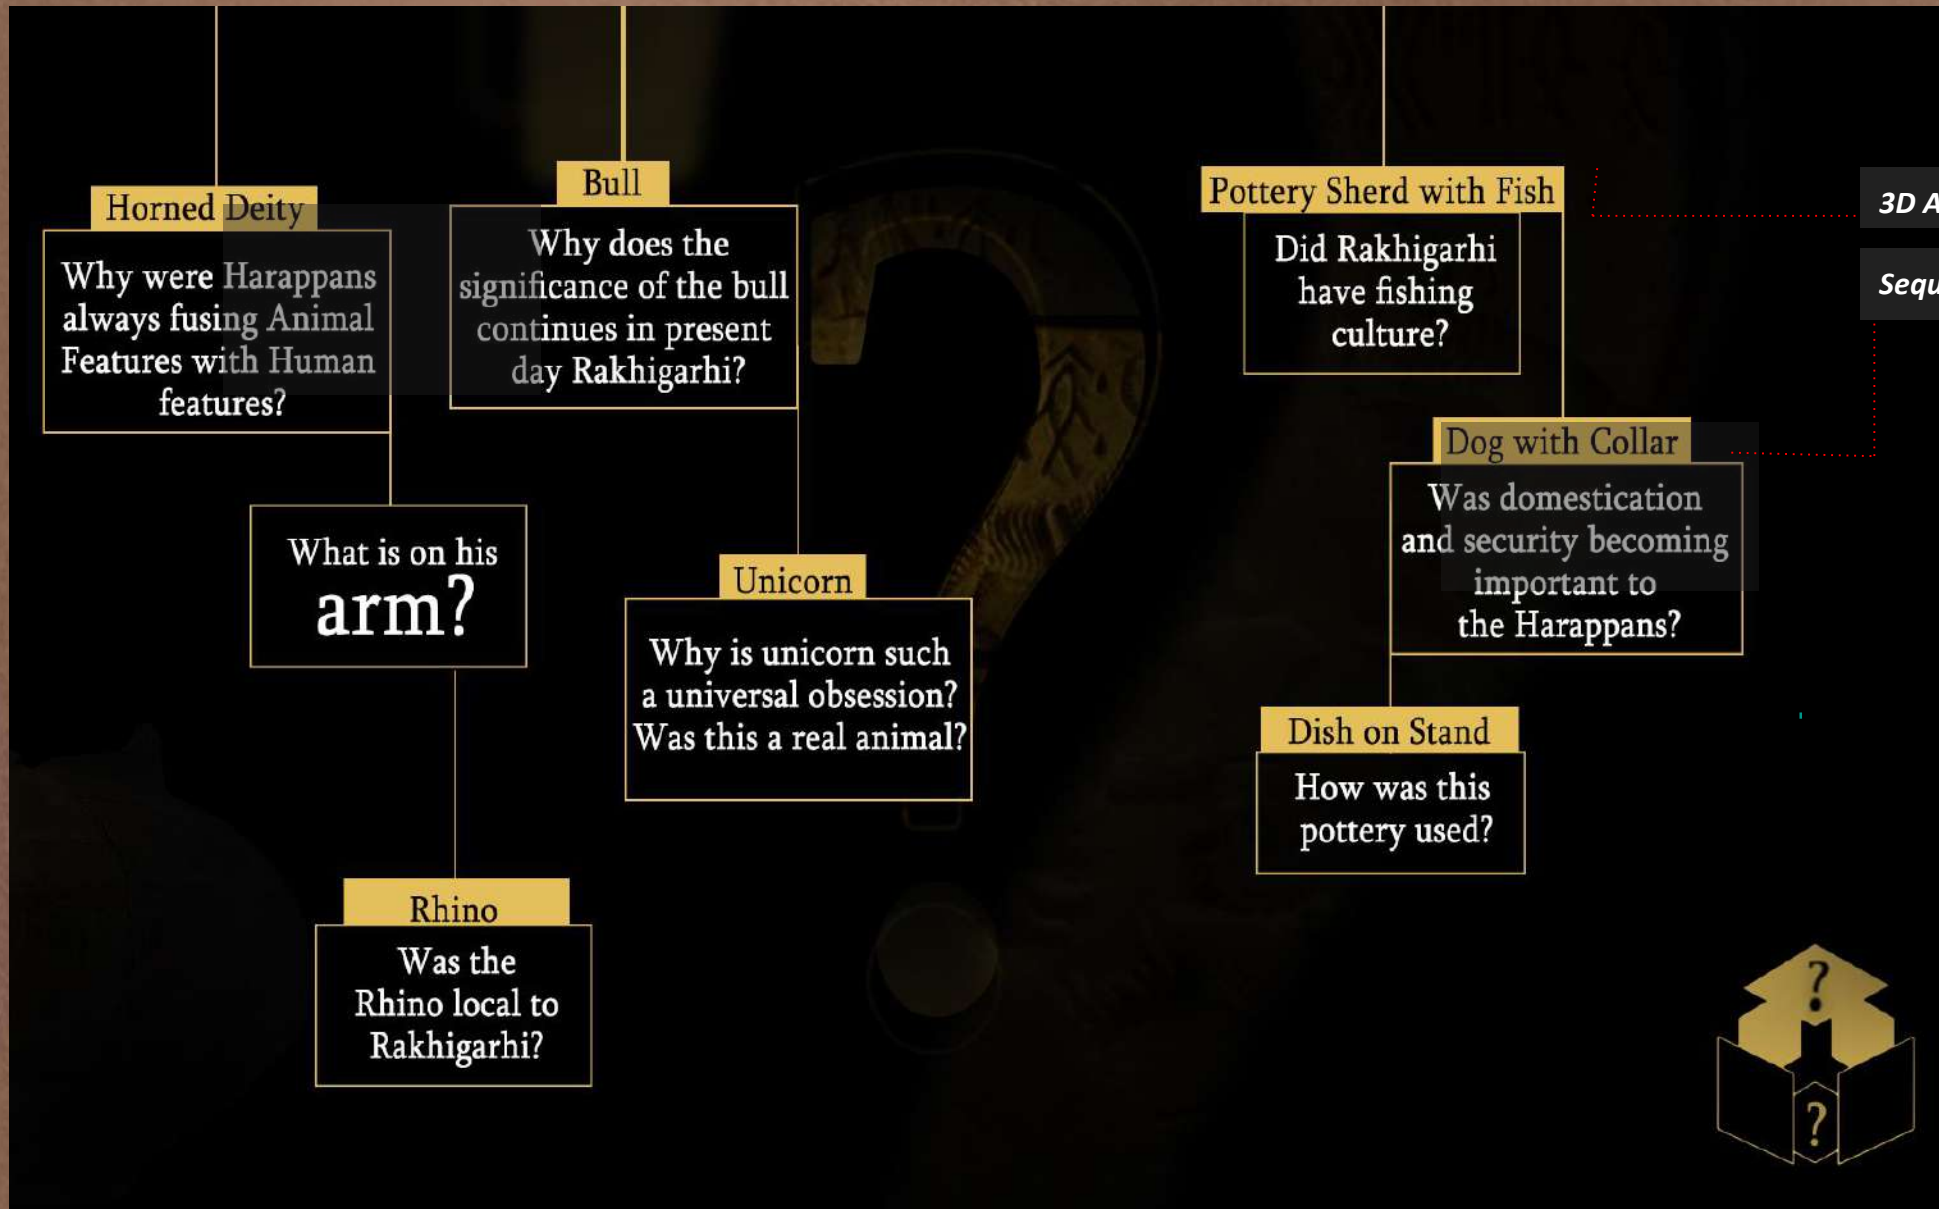 Horned Deity
Why were Harappans
always fusing Animal
Features with Human
features?
What is on his
arm?
Rhino
Was the
Rhino local to
Rakhigarhi?
Bull
Why does the
significance of the bull
continues in present
day Rakhigarhi?
Unicorn
Why is unicorn such
a universal obsession?
Was this a real animal?
Pottery Sherd with Fish
Did Rakhigarhi
have fishing
culture?
Dog with Collar
Was domestication
and security becoming
important to
the Harappans?
Dish on Stand
How was this
pottery used?
3D
?
?